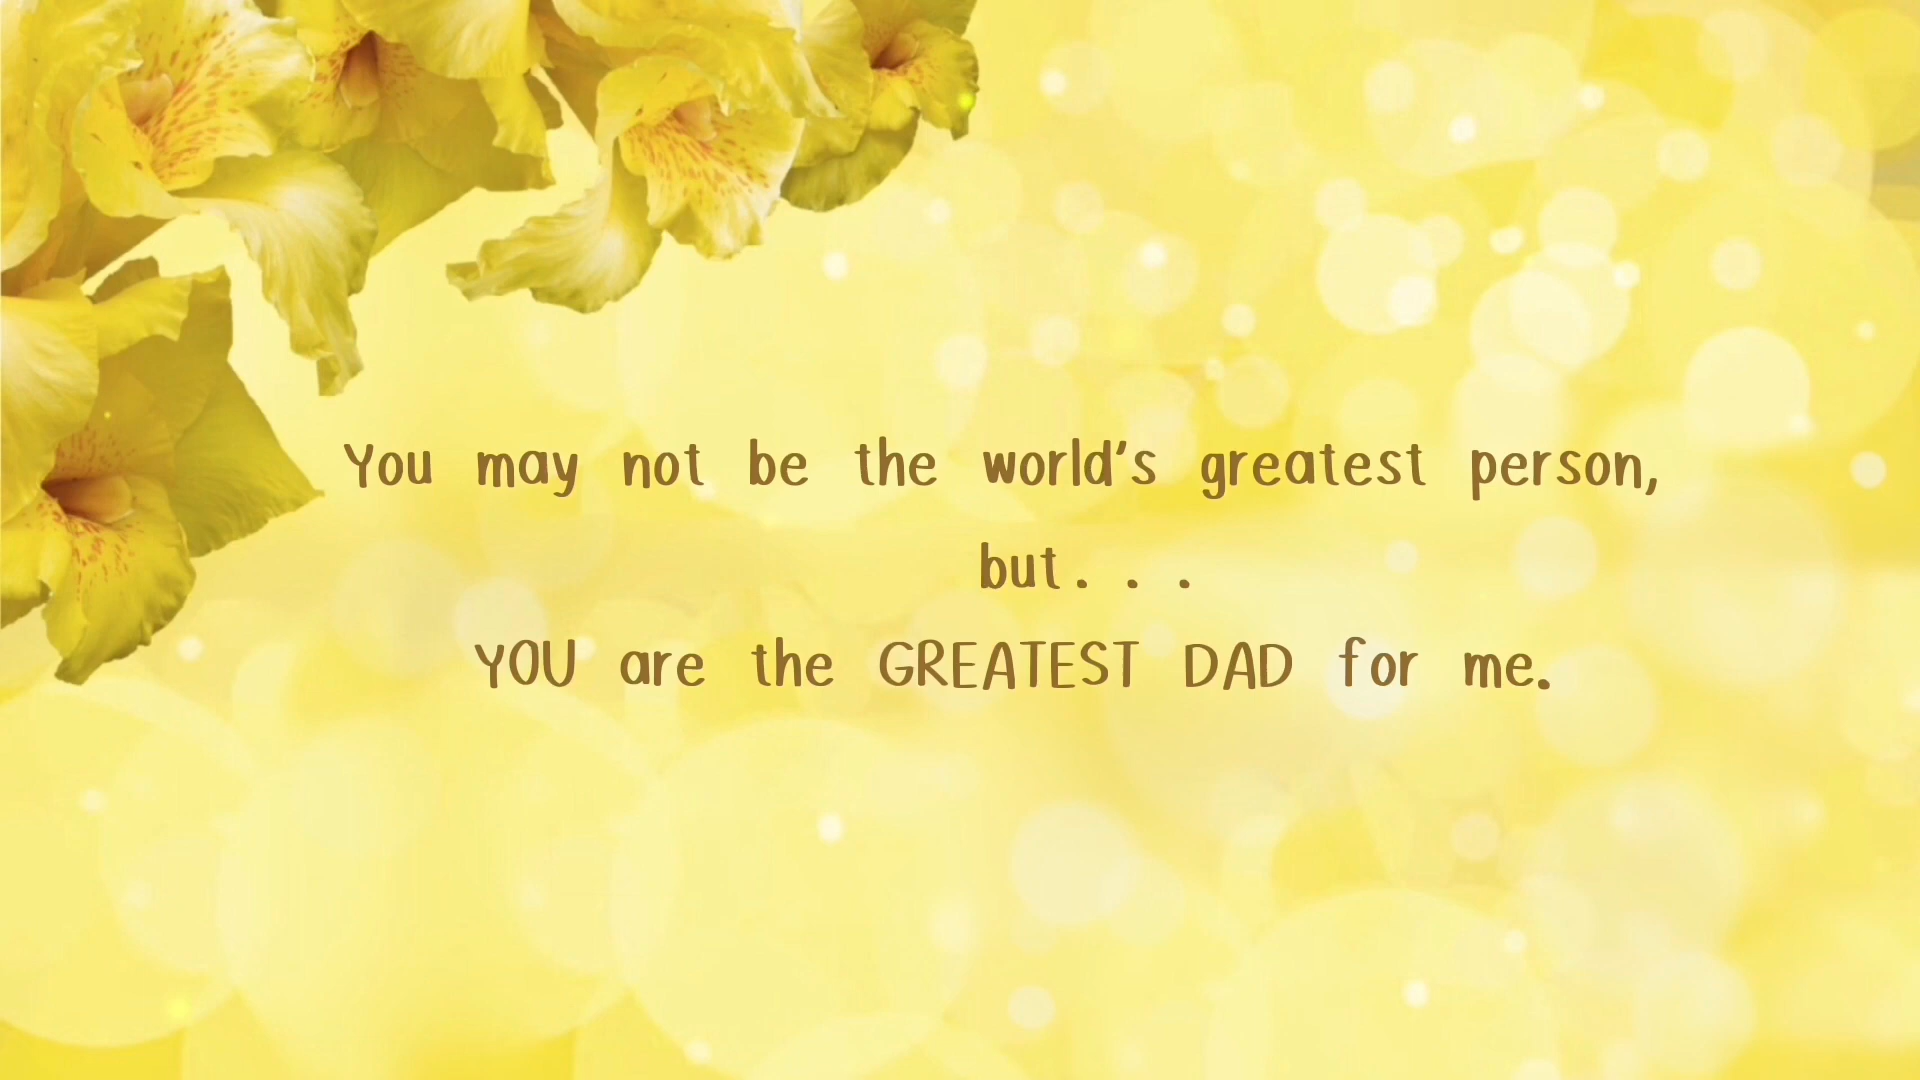 You may not be the world's greatest person,
but. . .
YOU are the GREATEST DAD for me.